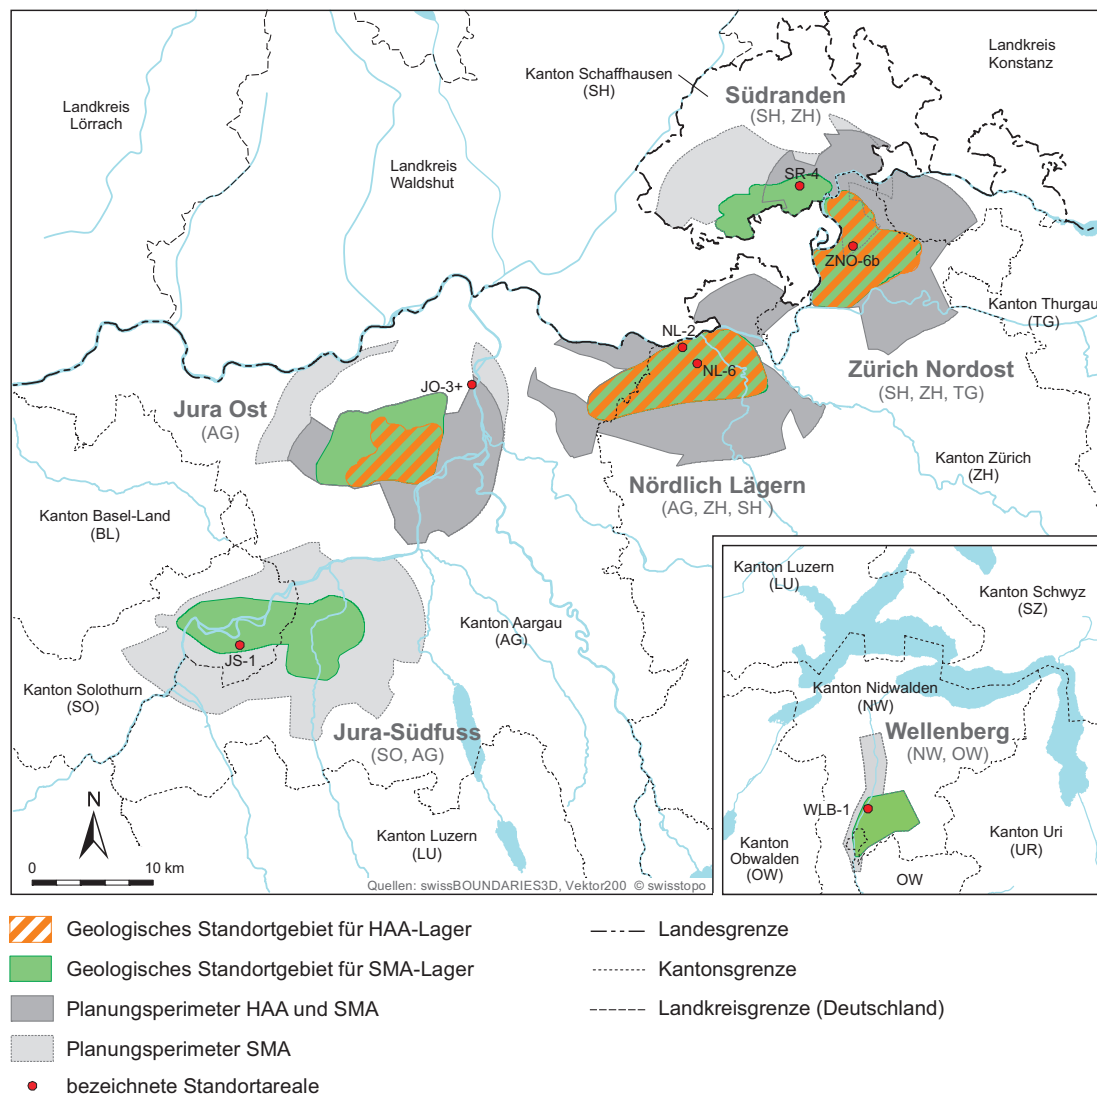 Landkreis
Konstanz
Kanton Schaffhausen
(SH)
Südranden
(SH, ZH)
Landkreis
Lörrach
Landkreis
Waldshut
SR-4
ZNO-6b
Kanton Thurgau
(TG)
NL-2
NL-6
Zürich Nordost
(SH, ZH, TG)
JO-3+
Jura Ost
(AG)
Kanton Zürich
(ZH)
Nördlich Lägern
(AG, ZH, SH )
Kanton Basel-Land
(BL)
Kanton Aargau
(AG)
JS-1
Kanton Solothurn
(SO)
Jura-Südfuss
(SO, AG)
Kanton Luzern
(LU)
N
0 10 km
Quellen: swissBOUNDARIES3D, Vektor200 © swisstopo
Kanton Luzern
(LU)
Kanton Schwyz
(SZ)
Kanton Nidwalden
(NW)
Wellenberg
(NW, OW)
WLB-1
Kanton
Obwalden
(OW)
OW
Kanton Uri
(UR)
Geologisches Standortgebiet für HAA-Lager
Geologisches Standortgebiet für SMA-Lager
Planungsperimeter HAA und SMA
Planungsperimeter SMA
bezeichnete Standortareale
Landesgrenze
Kantonsgrenze
Landkreisgrenze (Deutschland)